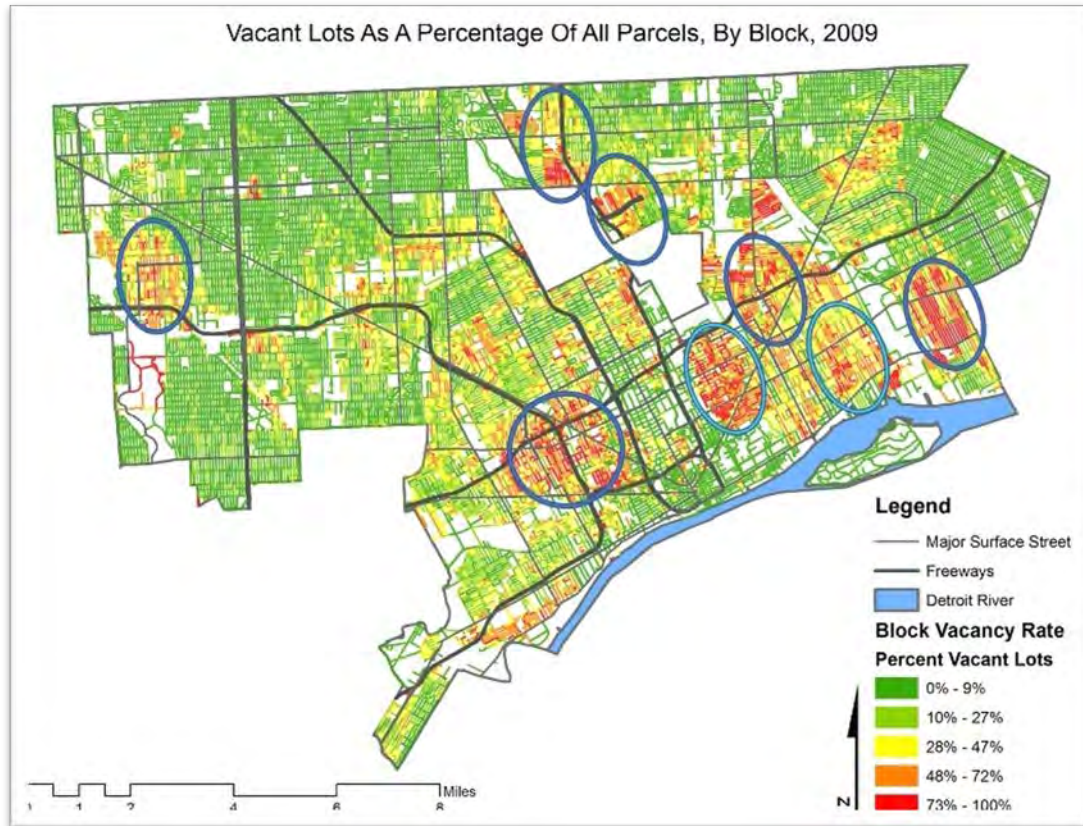 Vacant Lots As A Percentage Of All Parcels, By Block, 2009
Legend
Major Surface Street
Freeways
Detroit River
Block Vacancy Rate
Percent Vacant Lots
0% - 9%
10% - 27%
28% - 47%
48% - 72%
73% - 100%
N
Miles
0 1 2 4 6 8